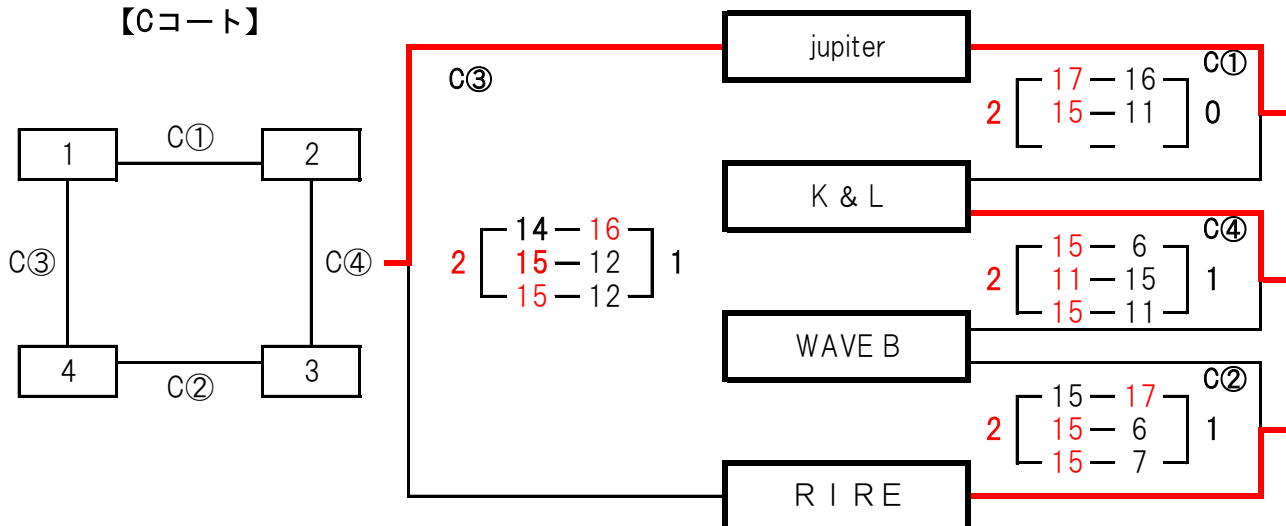 【Cコート】
1
C①
2
C③
C④
4
C②
3
C③
2
14 ― 16
15 ― 12
15 ― 12
1
jupiter
K & L
WAVE B
R I RE
C①
2
17 ― 16
15 ― 11
―
0
C④
2
15 ― 6
11 ― 15
15 ― 11
1
C②
2
15 ― 17
15 ― 6
15 ― 7
1